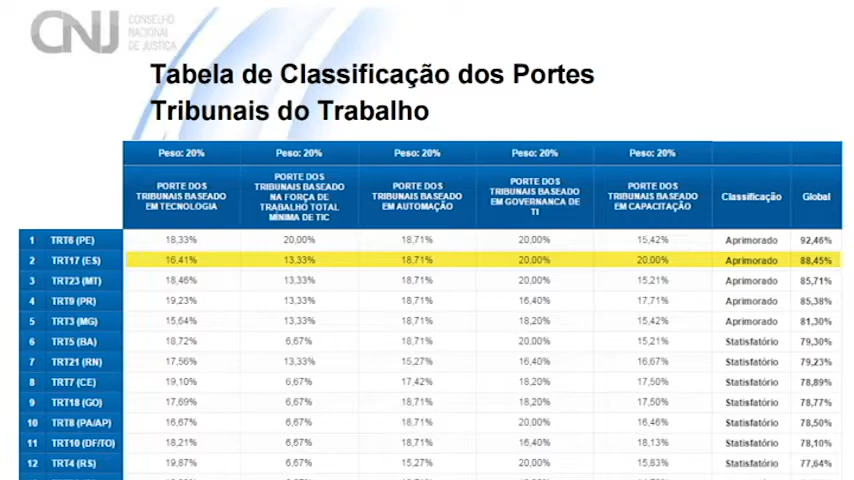 CNJ CONSELHO
NACIONAL
DE JUSTIÇA
Tabela de Classificação dos Portes
Tribunais do Trabalho
Peso: 20% Peso: 20% Peso: 20% Peso: 20% Peso: 20%
PORTE DOS TRIBUNAIS BASEADO EM TECNOLOGIA PORTE DOS TRIBUNAIS BASEADO NA FORÇA DE TRABALHO TOTAL MÍNIMA DE TIC PORTE DOS TRIBUNAIS BASEADO EM AUTOMAÇÃO PORTE DOS TRIBUNAIS BASEADO EM GOVERNANCA DE TI PORTE DOS TRIBUNAIS BASEADO EM CAPACITAÇÃO Classificação Global
1 TRT6 (PE) 18,33% 20,00% 18,71% 20,00% 15,42% Aprimorado 92,46%
2 TRT17 (ES) 16,41% 13,33% 18,71% 20,00% 20,00% Aprimorado 88,45%
3 TRT23 (MT) 18,46% 13,33% 18,71% 20,00% 15,21% Aprimorado 85,71%
4 TRT9 (PR) 19,23% 13,33% 18,71% 16,40% 17,71% Aprimorado 85,38%
5 TRT3 (MG) 15,64% 13,33% 18,71% 18,20% 15,42% Aprimorado 81,30%
6 TRT5 (BA) 18,72% 6,67% 18,71% 20,00% 15,21% Statisfatório 79,30%
7 TRT21 (RN) 17,56% 13,33% 15,27% 16,40% 16,67% Statisfatório 79,23%
8 TRT7 (CE) 19,10% 6,67% 17,42% 18,20% 17,50% Statisfatório 78,89%
9 TRT18 (GO) 17,69% 6,67% 18,71% 18,20% 17,50% Statisfatório 78,77%
10 TRT8 (PA/AP) 16,67% 6,67% 18,71% 20,00% 16,46% Statisfatório 78,50%
11 TRT10 (DF/TO) 18,21% 6,67% 18,71% 16,40% 18,13% Statisfatório 78,10%
12 TRT4 (RS) 19,87% 6,67% 15,27% 20,00% 15,83% Statisfatório 77,64%